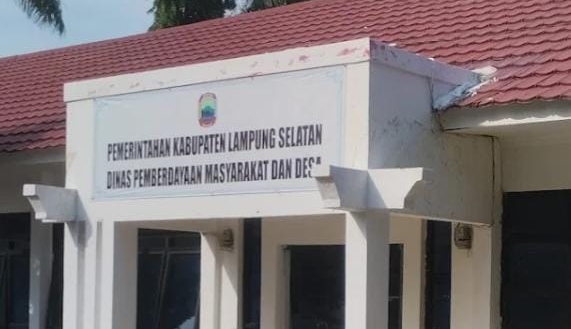 PEMERINTAHAN KABUPATEN LAMPUNG SELATAN
DINAS PEMBERDAYAAN MASYARAKAT DAN DESA